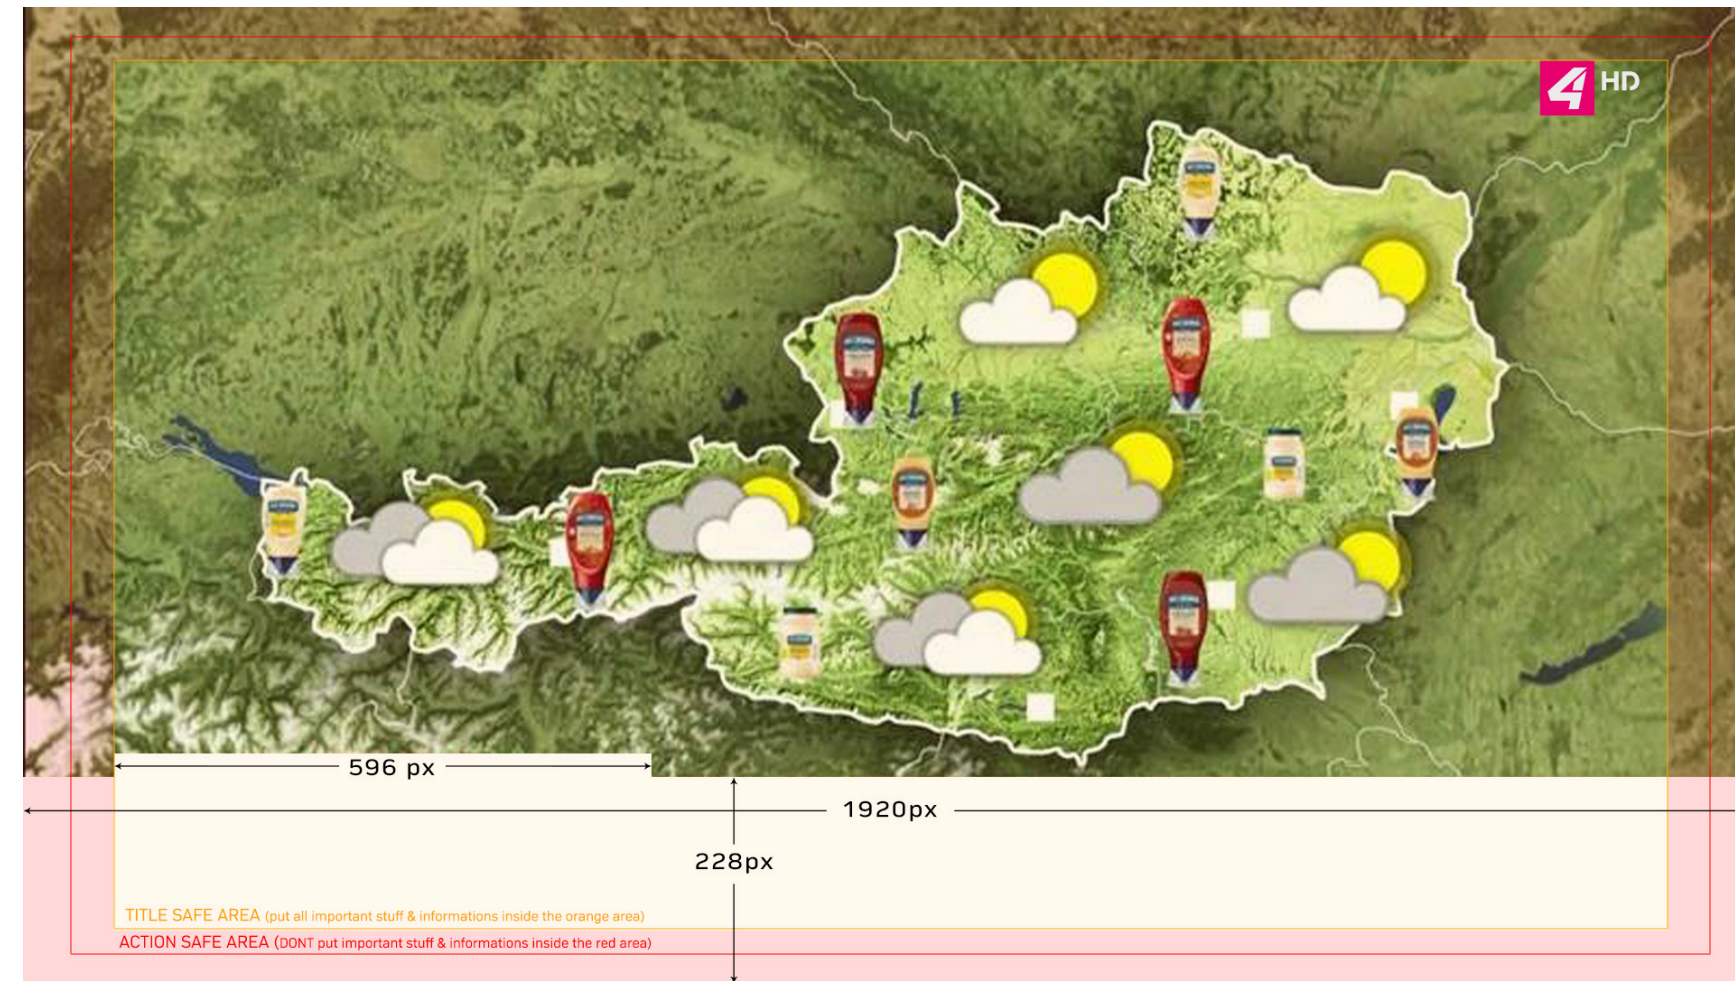 4 HD
596 px
1920px
228px
TITLE SAFE AREA (put all important stuff & informations inside the orange area)
ACTION SAFE AREA (DONT put important stuff & informations inside the red area)